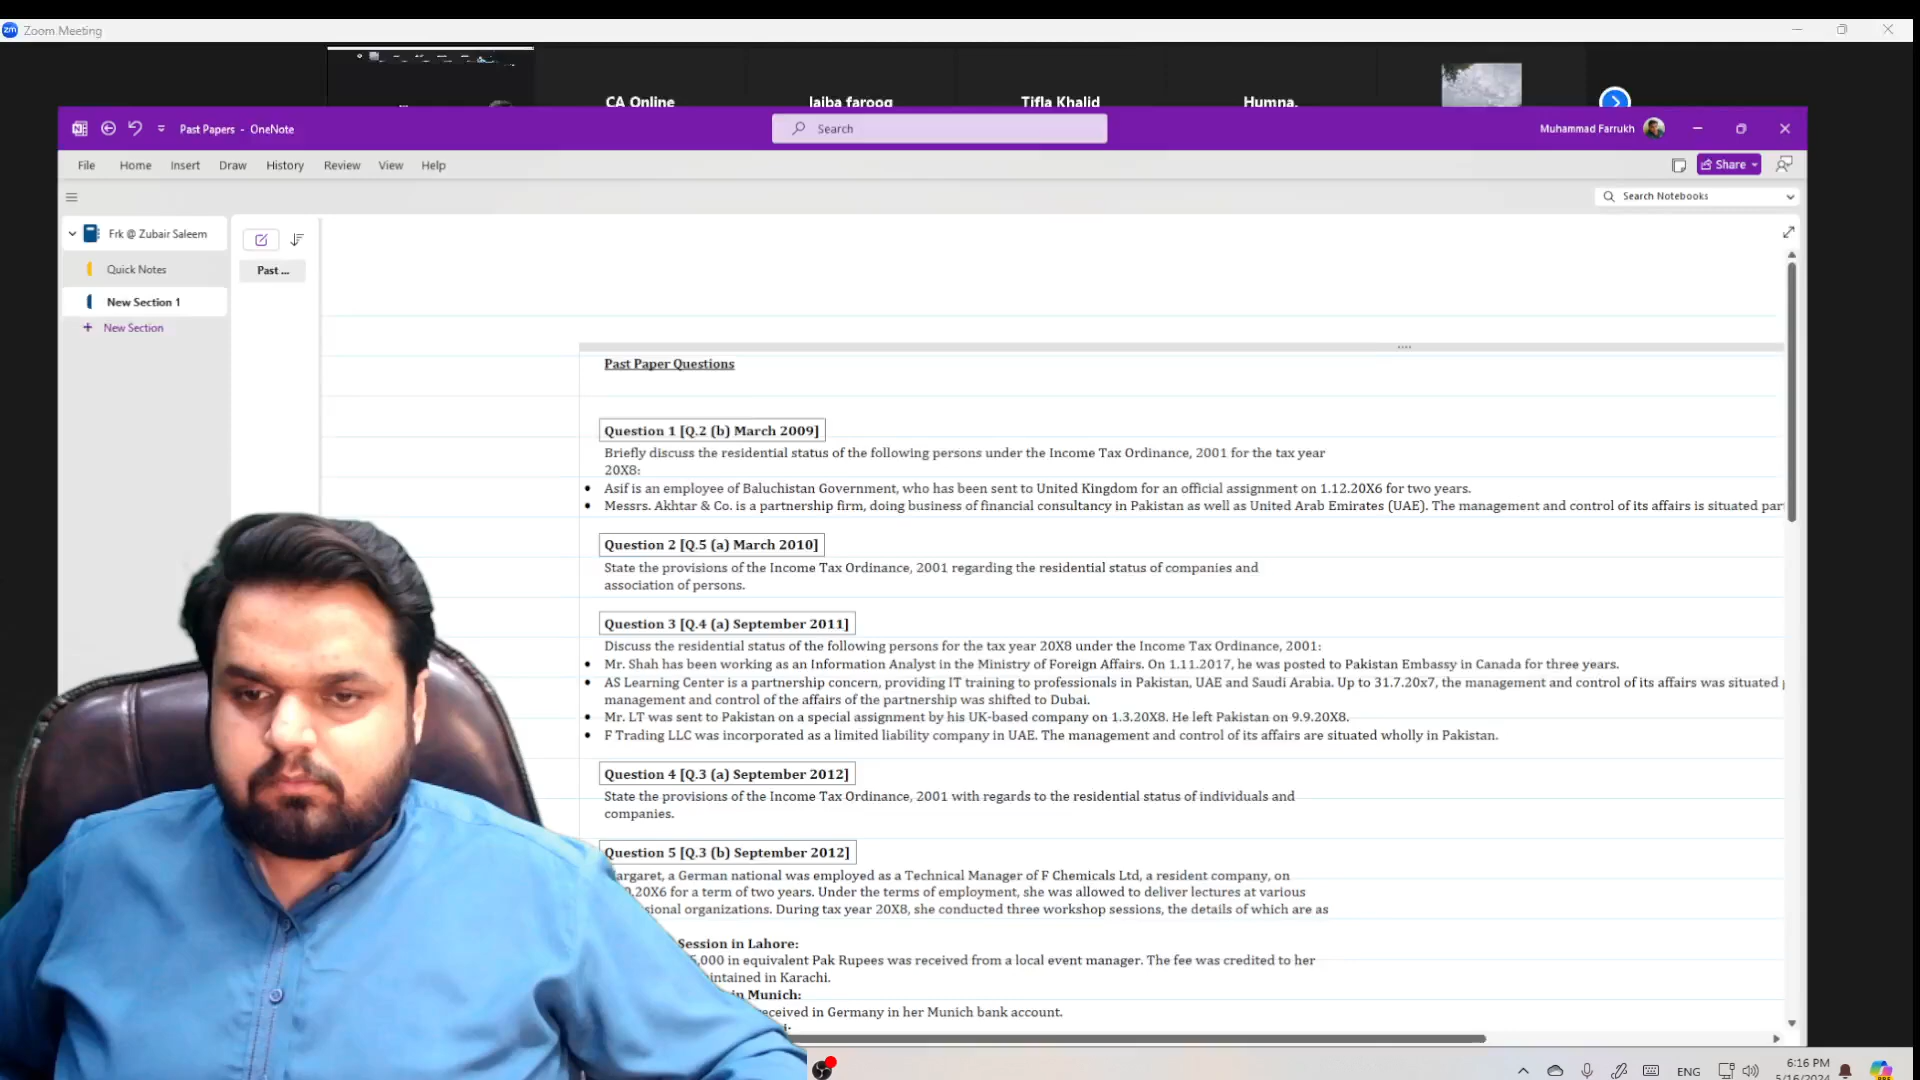 Zoom Meeting
CA Online
laiba farooq
Tifla Khalid
Humna,
Past Papers - OneNote
Search
Muhammad Farrukh
File
Home
Insert
Draw
History
Review
View
Help
Share
Search Notebooks
Frk @ Zubair Saleem
Quick Notes
New Section 1
New Section
Past ...
Past Paper Questions
Question 1 [Q.2 (b) March 2009]
Briefly discuss the residential status of the following persons under the Income Tax Ordinance, 2001 for the tax year
20X8:
Asif is an employee of Baluchistan Government, who has been sent to United Kingdom for an official assignment on 1.12.20X6 for two years.
Messrs. Akhtar & Co. is a partnership firm, doing business of financial consultancy in Pakistan as well as United Arab Emirates (UAE). The management and control of its affairs is situated par
Question 2 [Q.5 (a) March 2010]
State the provisions of the Income Tax Ordinance, 2001 regarding the residential status of companies and
association of persons.
Question 3 [Q.4 (a) September 2011]
Discuss the residential status of the following persons for the tax year 20X8 under the Income Tax Ordinance, 2001:
Mr. Shah has been working as an Information Analyst in the Ministry of Foreign Affairs. On 1.11.2017, he was posted to Pakistan Embassy in Canada for three years.
AS Learning Center is a partnership concern, providing IT training to professionals in Pakistan, UAE and Saudi Arabia. Up to 31.7.20x7, the management and control of its affairs was situated
management and control of the affairs of the partnership was shifted to Dubai.
Mr. LT was sent to Pakistan on a special assignment by his UK-based company on 1.3.20X8. He left Pakistan on 9.9.20X8.
F Trading LLC was incorporated as a limited liability company in UAE. The management and control of its affairs are situated wholly in Pakistan.
Question 4 [Q.3 (a) September 2012]
State the provisions of the Income Tax Ordinance, 2001 with regards to the residential status of individuals and
companies.
Question 5 [Q.3 (b) September 2012]
argaret, a German national was employed as a Technical Manager of F Chemicals Ltd, a resident company, on
.20X6 for a term of two years. Under the terms of employment, she was allowed to deliver lectures at various
sional organizations. During tax year 20X8, she conducted three workshop sessions, the details of which are as
Session in Lahore:
5,000 in equivalent Pak Rupees was received from a local event manager. The fee was credited to her
intained in Karachi.
in Munich:
eceived in Germany in her Munich bank account.
ENG
6:16 PM
5/16/2024